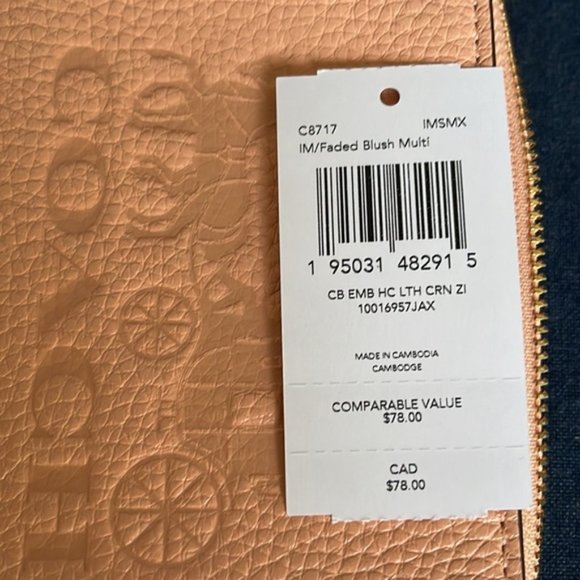 COACH
C8717 IMSMX
IM/Faded Blush Multi
1 95031 48291 5
CB EMB HC LTH CRN ZI
10016957JAX
MADE IN CAMBODIA
CAMBODGE
COMPARABLE VALUE
$78.00
CAD
$78.00